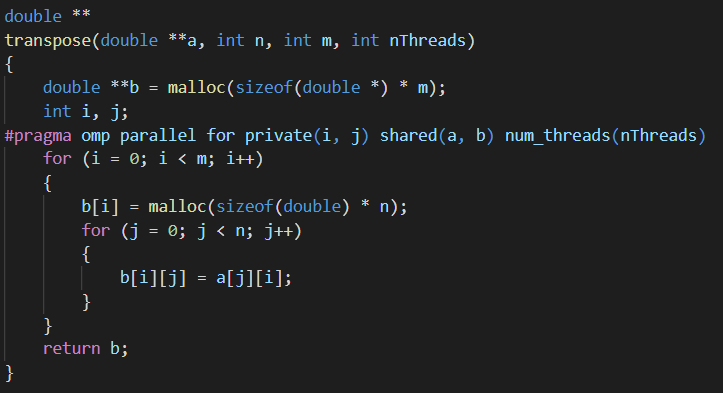 double **
transpose(double **a, int n, int m, int nThreads)
{
    double **b = malloc(sizeof(double *) * m);
    int i, j;
#pragma omp parallel for private(i, j) shared(a, b) num_threads(nThreads)
    for (i = 0; i < m; i++)
    {
        b[i] = malloc(sizeof(double) * n);
        for (j = 0; j < n; j++)
        {
            b[i][j] = a[j][i];
        }
    }
    return b;
}